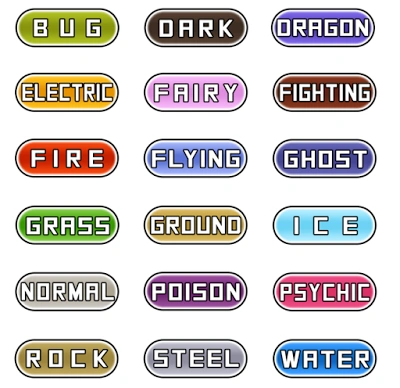 BUG DARK DRAGON
ELECTRIC FAIRY FIGHTING
FIRE FLYING GHOST
GRASS GROUND ICE
NORMAL POISON PSYCHIC
ROCK STEEL WATER